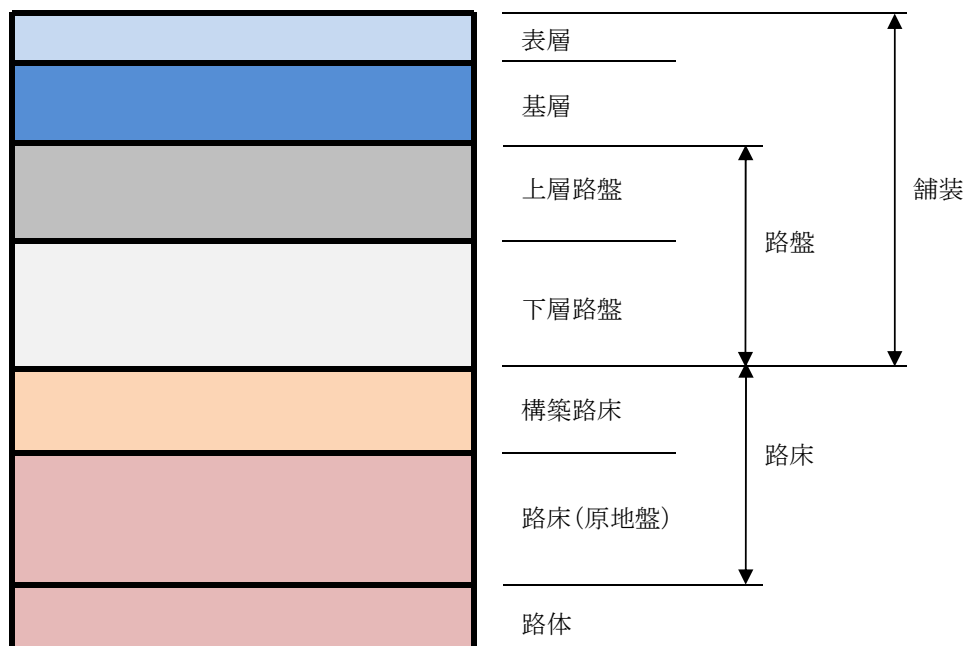 表層
基層
上層路盤
舗装
路盤
下層路盤
構築路床
路床
路床(原地盤)
路体